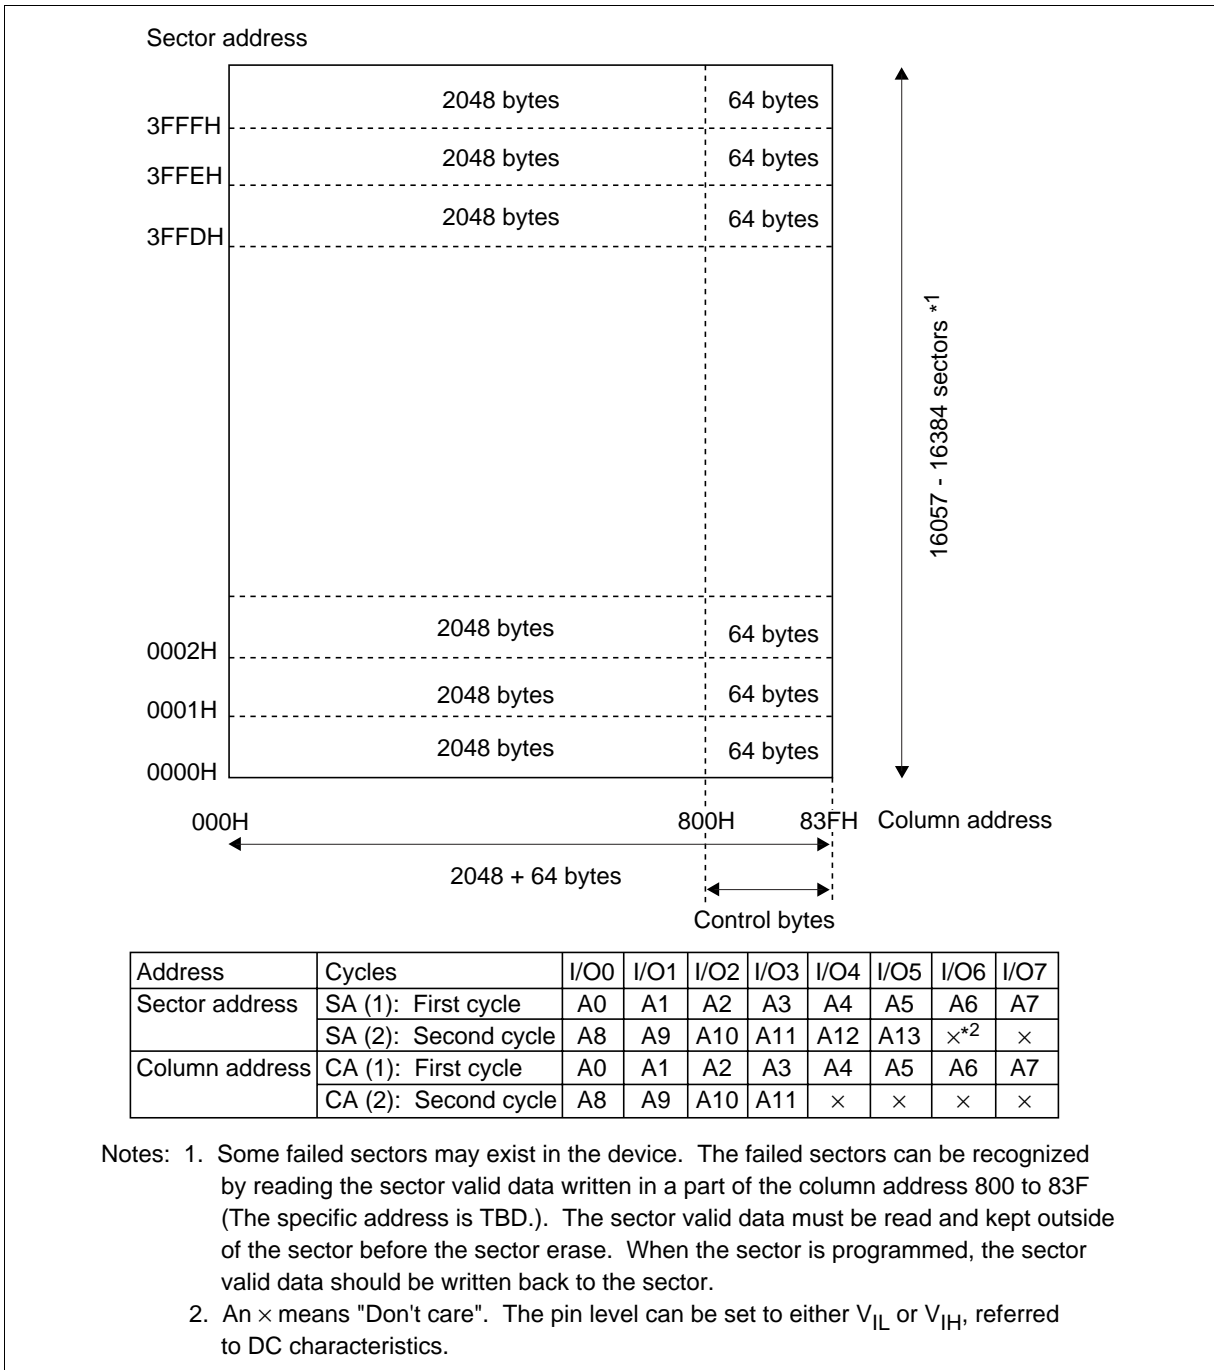 Sector address
2048 bytes 64 bytes
3FFFH
2048 bytes 64 bytes
3FFEH
2048 bytes 64 bytes
3FFDH
16057 - 16384 sectors *1
2048 bytes 64 bytes
0002H
2048 bytes 64 bytes
0001H
2048 bytes 64 bytes
0000H
000H 800H 83FH Column address
2048 + 64 bytes
Control bytes
Address Cycles I/O0 I/O1 I/O2 I/O3 I/O4 I/O5 I/O6 I/O7
Sector address SA (1): First cycle A0 A1 A2 A3 A4 A5 A6 A7
SA (2): Second cycle A8 A9 A10 A11 A12 A13 ×*2 ×
Column address CA (1): First cycle A0 A1 A2 A3 A4 A5 A6 A7
CA (2): Second cycle A8 A9 A10 A11 × × × ×
Notes: 1. Some failed sectors may exist in the device. The failed sectors can be recognized
by reading the sector valid data written in a part of the column address 800 to 83F
(The specific address is TBD.). The sector valid data must be read and kept outside
of the sector before the sector erase. When the sector is programmed, the sector
valid data should be written back to the sector.
2. An × means "Don't care". The pin level can be set to either VIL or VIH, referred
to DC characteristics.